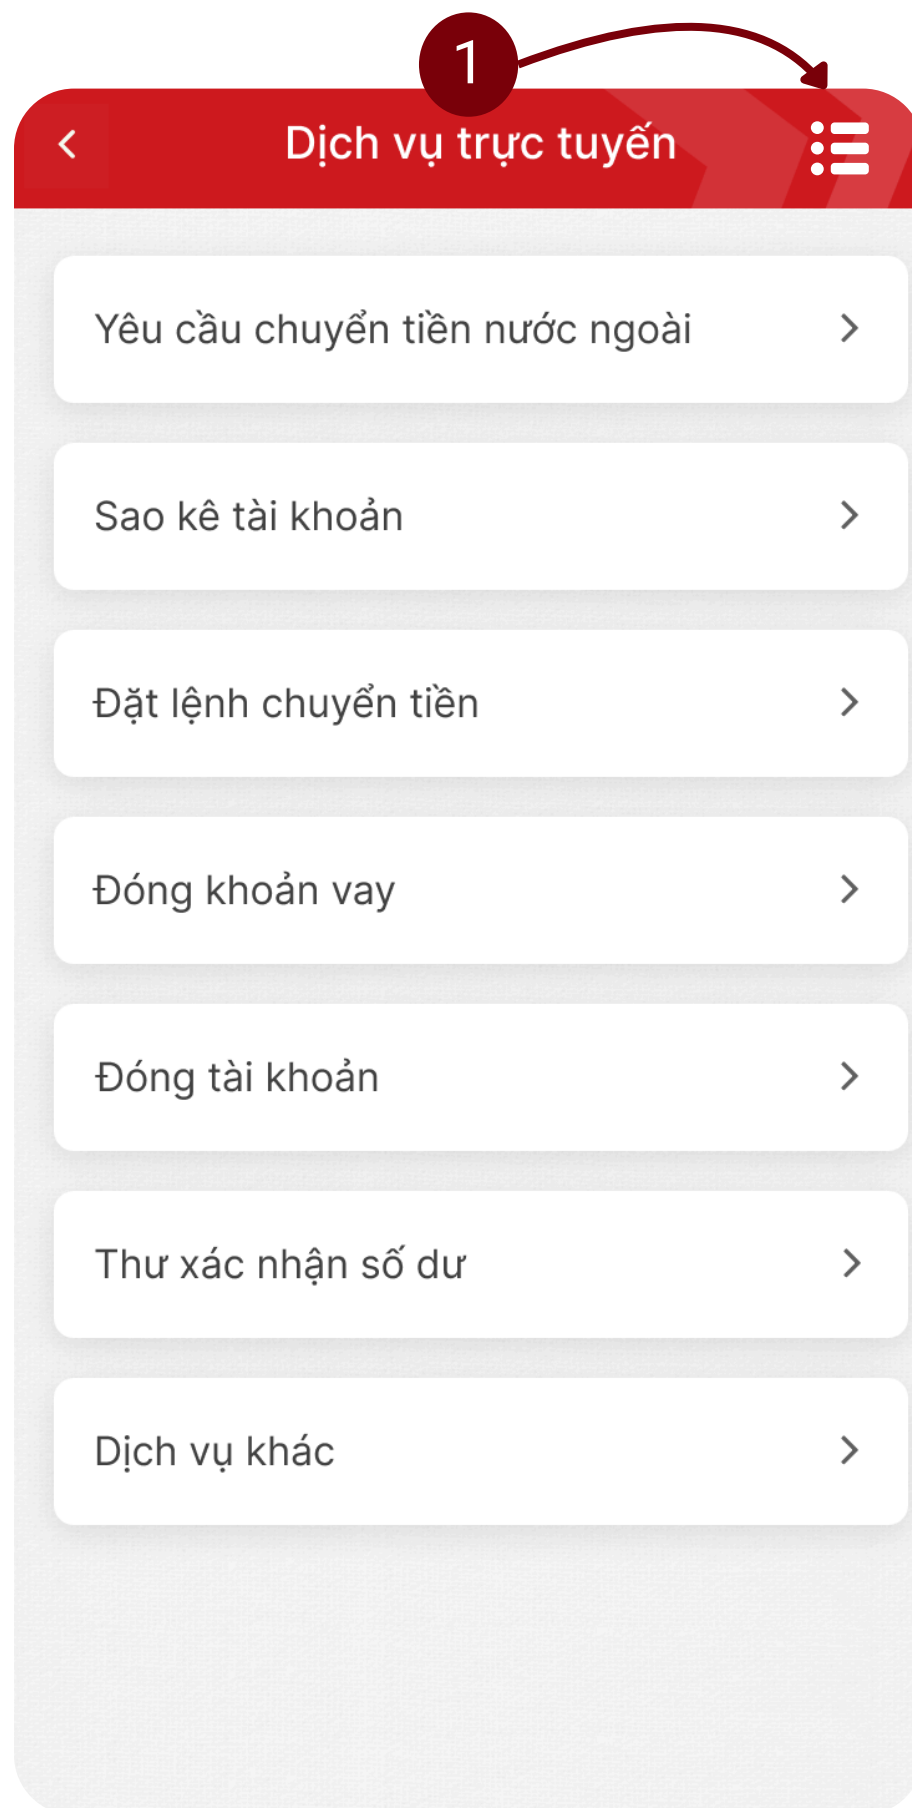 1
Dịch vụ trực tuyến
Yêu cầu chuyển tiền nước ngoài
Sao kê tài khoản
Đặt lệnh chuyển tiền
Đóng khoản vay
Đóng tài khoản
Thư xác nhận số dư
Dịch vụ khác